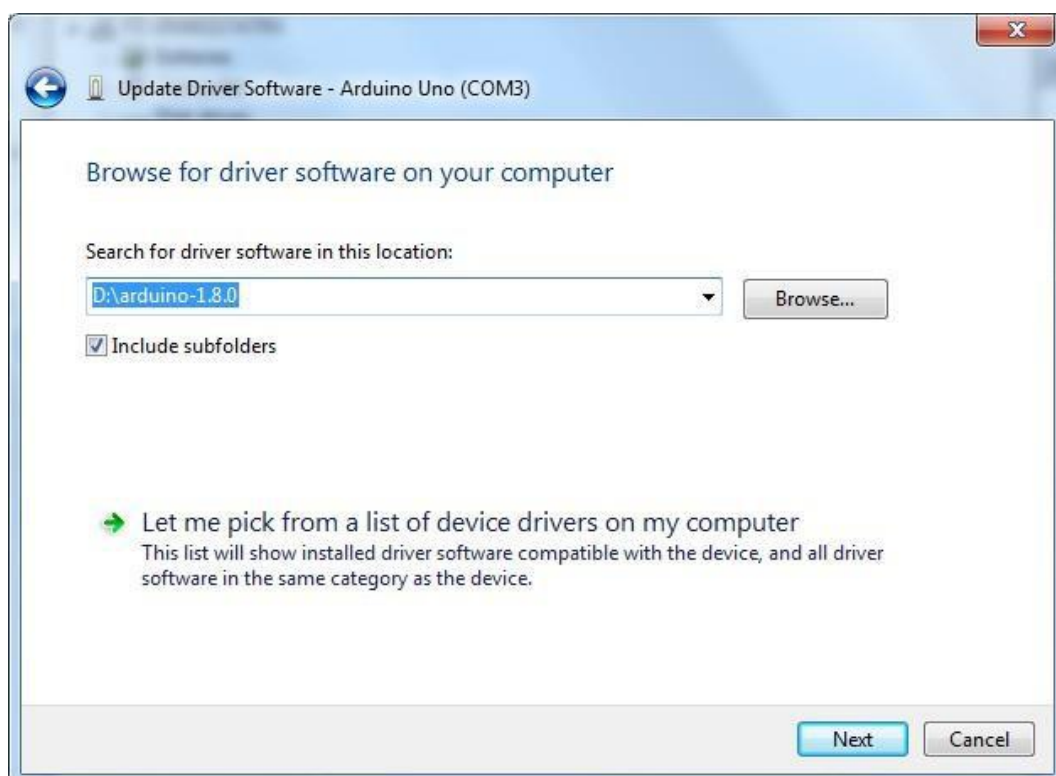 Update Driver Software - Arduino Uno (COM3)
Browse for driver software on your computer
Search for driver software in this location:
D:\arduino-1.8.0
Browse...
Include subfolders
Let me pick from a list of device drivers on my computer
This list will show installed driver software compatible with the device, and all driver
software in the same category as the device.
Next
Cancel